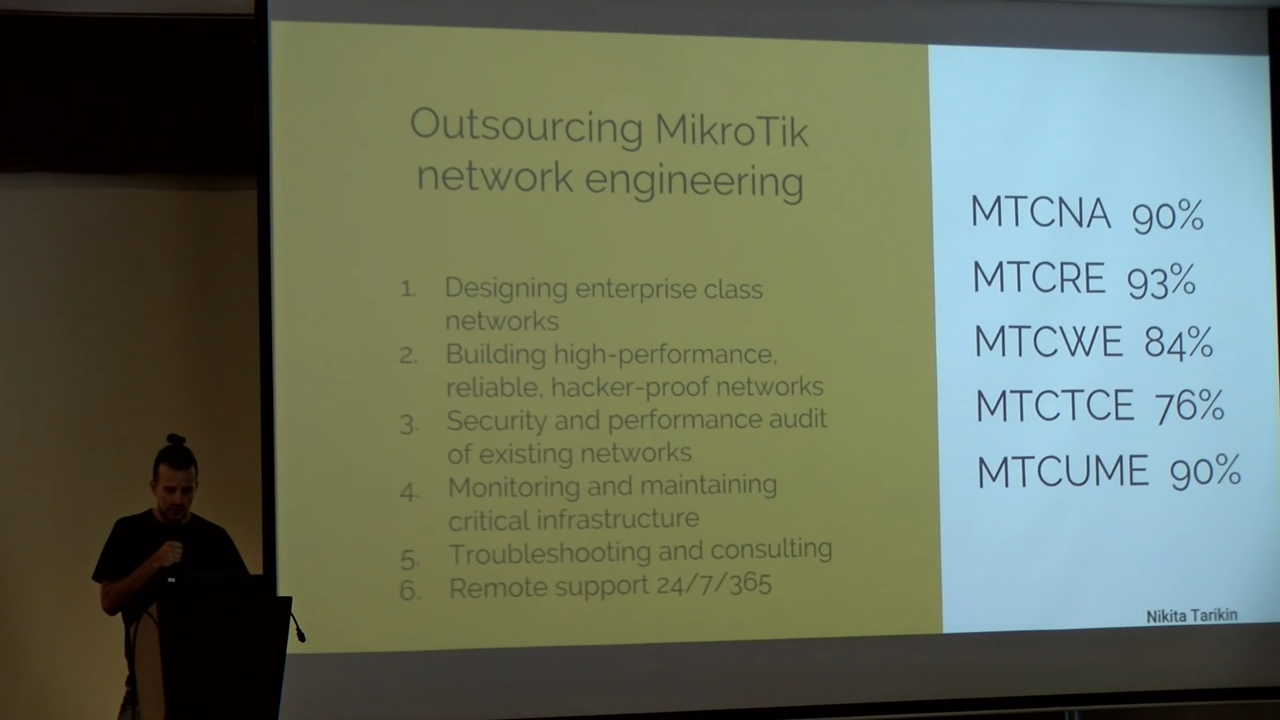 Outsourcing MikroTik
network engineering
1. Designing enterprise class
networks
2. Building high-performance,
reliable, hacker-proof networks
3. Security and performance audit
of existing networks
4. Monitoring and maintaining
critical infrastructure
5. Troubleshooting and consulting
6. Remote support 24/7/365
MTCNA 90%
MTCRE 93%
MTCWE 84%
MTCTCE 76%
MTCUME 90%
Nikita Tarikin